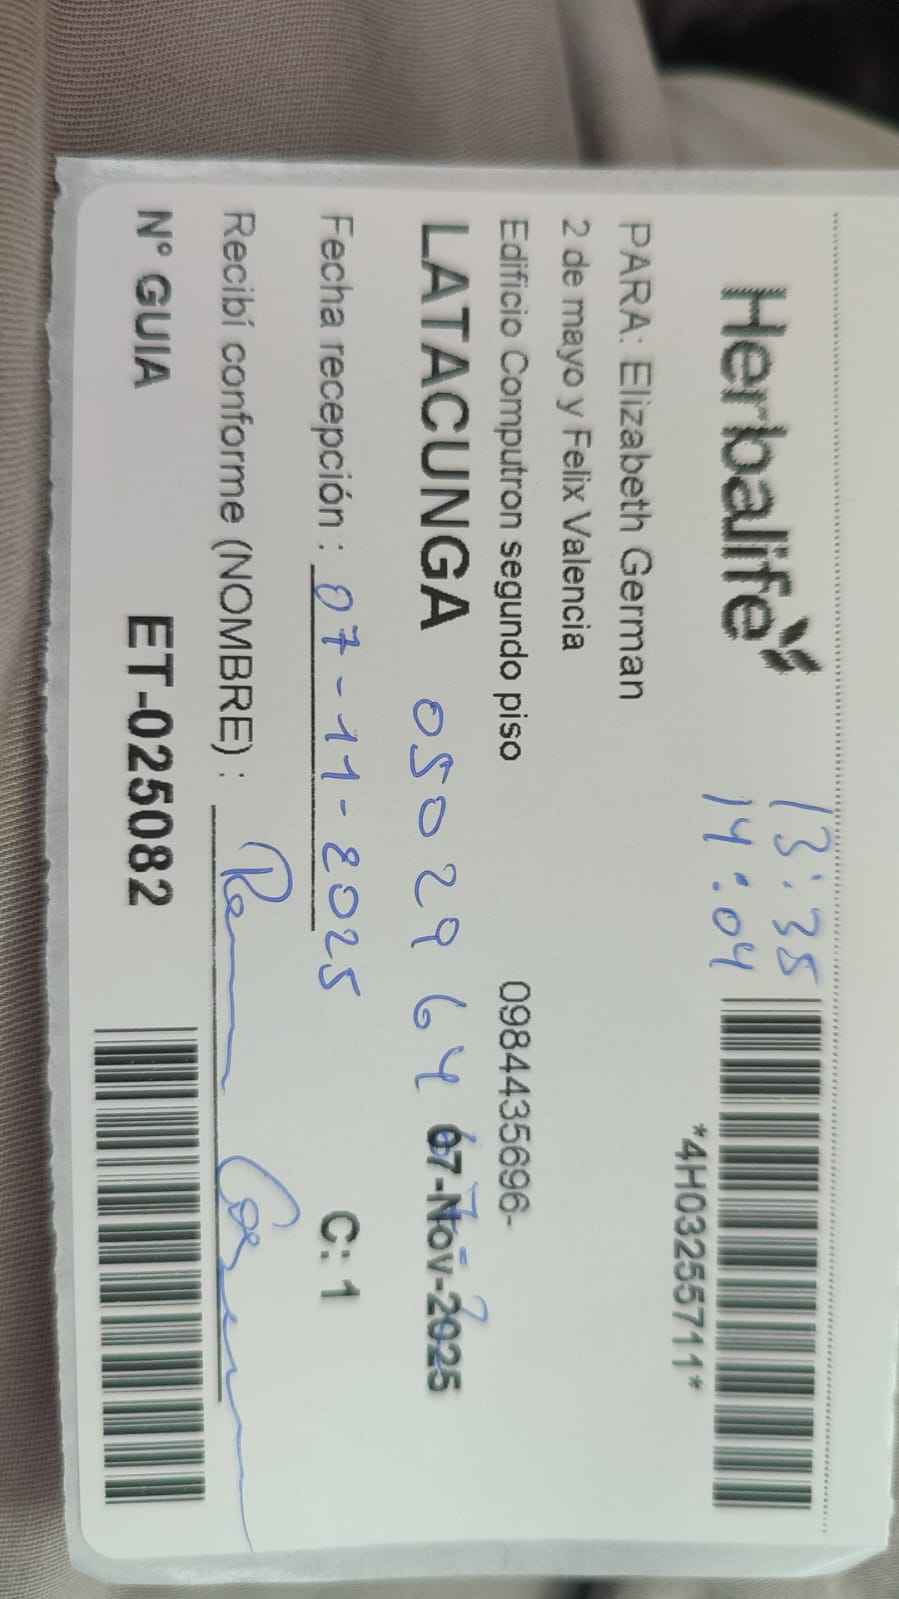 Herbalife
13:35
14:04
*4H03255711*
PARA: Elizabeth German
2 de mayo y Felix Valencia
Edificio Computron segundo piso 0984435696-
LATACUNGA 0502964 07-Nov-2025
Fecha recepción : 07-11-2025 C: 1
Recibí conforme (NOMBRE) :
N° GUIA ET-025082